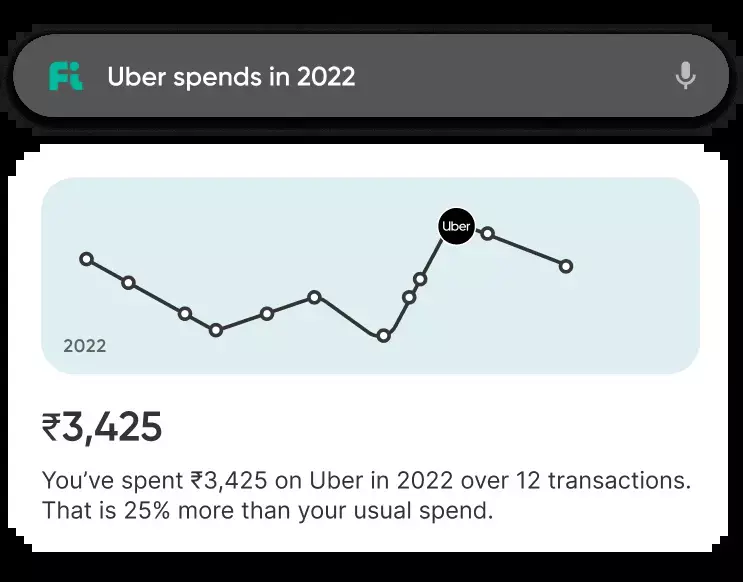 Fi Uber spends in 2022
Uber
2022
₹3,425
You’ve spent ₹3,425 on Uber in 2022 over 12 transactions.
That is 25% more than your usual spend.